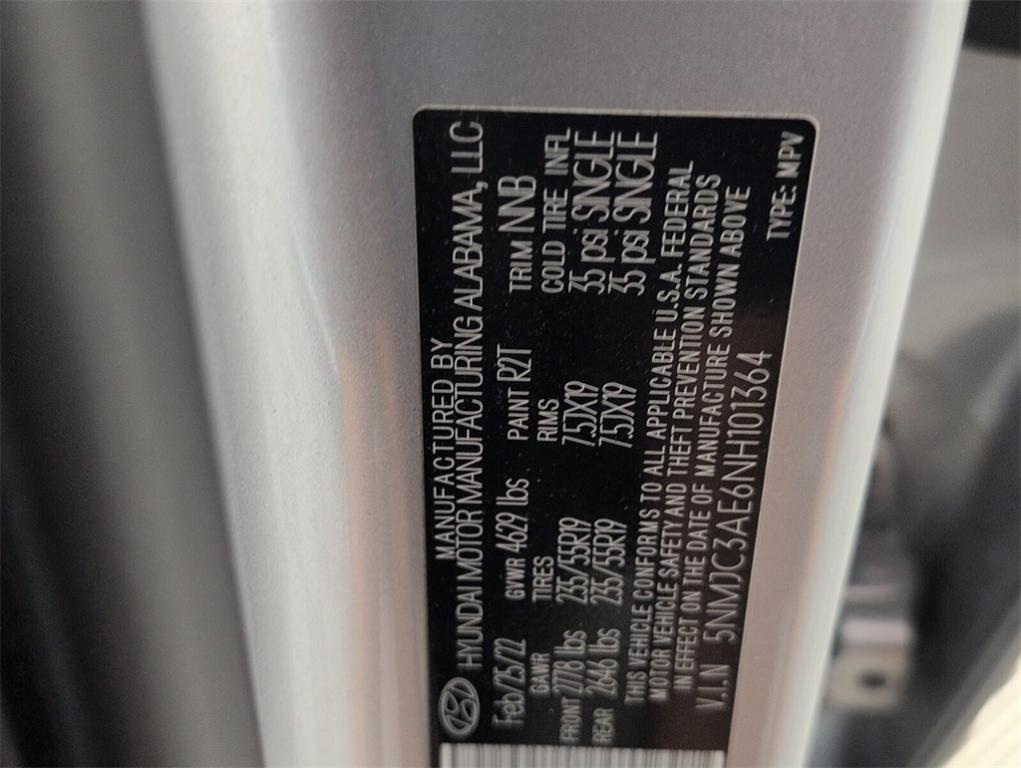 MANUFACTURED BY
HYUNDAI MOTOR MANUFACTURING ALABAMA, LLC
Feb/25/22 GVWR 4629 lbs PAINT R2T TRIM NNB
GAWR TIRES RIMS COLD TIRE INFL
FRONT 2778 lbs 235/55R19 7.5JX19 35 psi SINGLE
REAR 2646 lbs 235/55R19 7.5JX19 35 psi SINGLE
THIS VEHICLE CONFORMS TO ALL APPLICABLE U.S.A. FEDERAL
MOTOR VEHICLE SAFETY AND THEFT PREVENTION STANDARDS
IN EFFECT ON THE DATE OF MANUFACTURE SHOWN ABOVE
V.I.N 5NMJC3AE6NH101364 TYPE: MPV